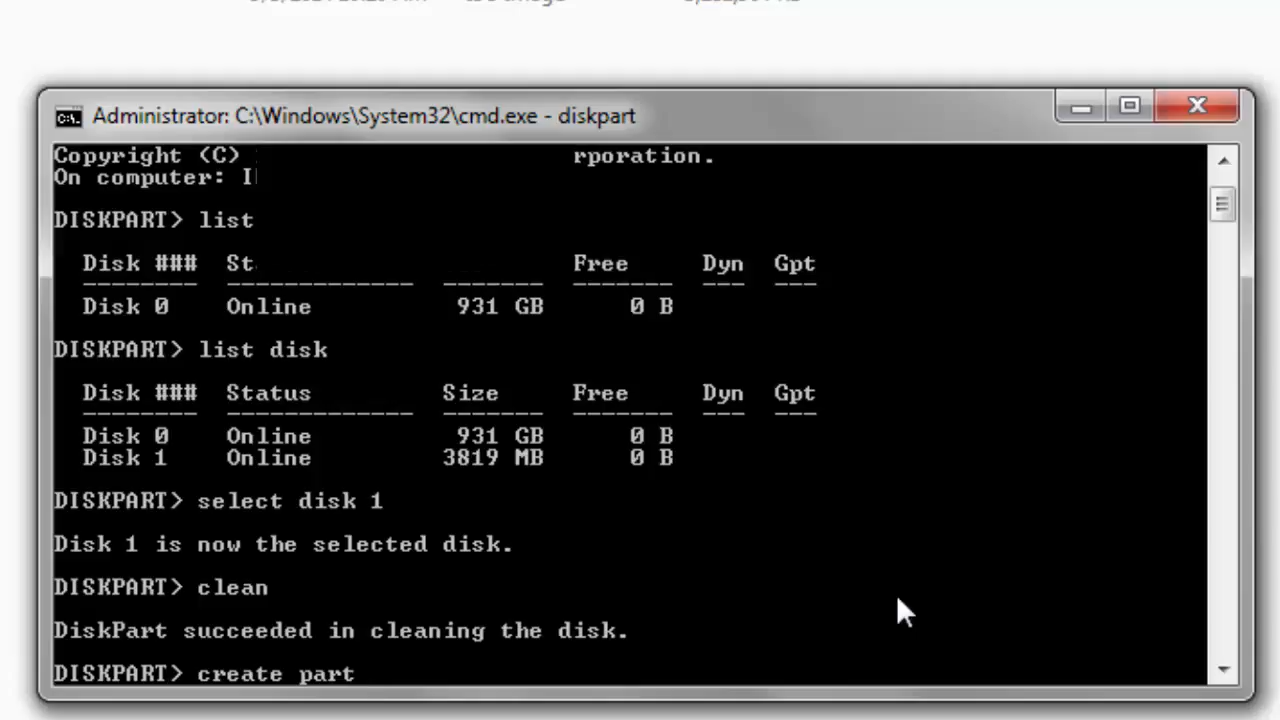 Administrator: C:\Windows\System32\cmd.exe - diskpart
Copyright (C) rporation.
On computer: I
DISKPART> list
Disk ### St Free Dyn Gpt
-------- ------------- ------- ------- --- ---
Disk 0 Online 931 GB 0 B
DISKPART> list disk
Disk ### Status Size Free Dyn Gpt
-------- ------------- ------- ------- --- ---
Disk 0 Online 931 GB 0 B
Disk 1 Online 3819 MB 0 B
DISKPART> select disk 1
Disk 1 is now the selected disk.
DISKPART> clean
DiskPart succeeded in cleaning the disk.
DISKPART> create part